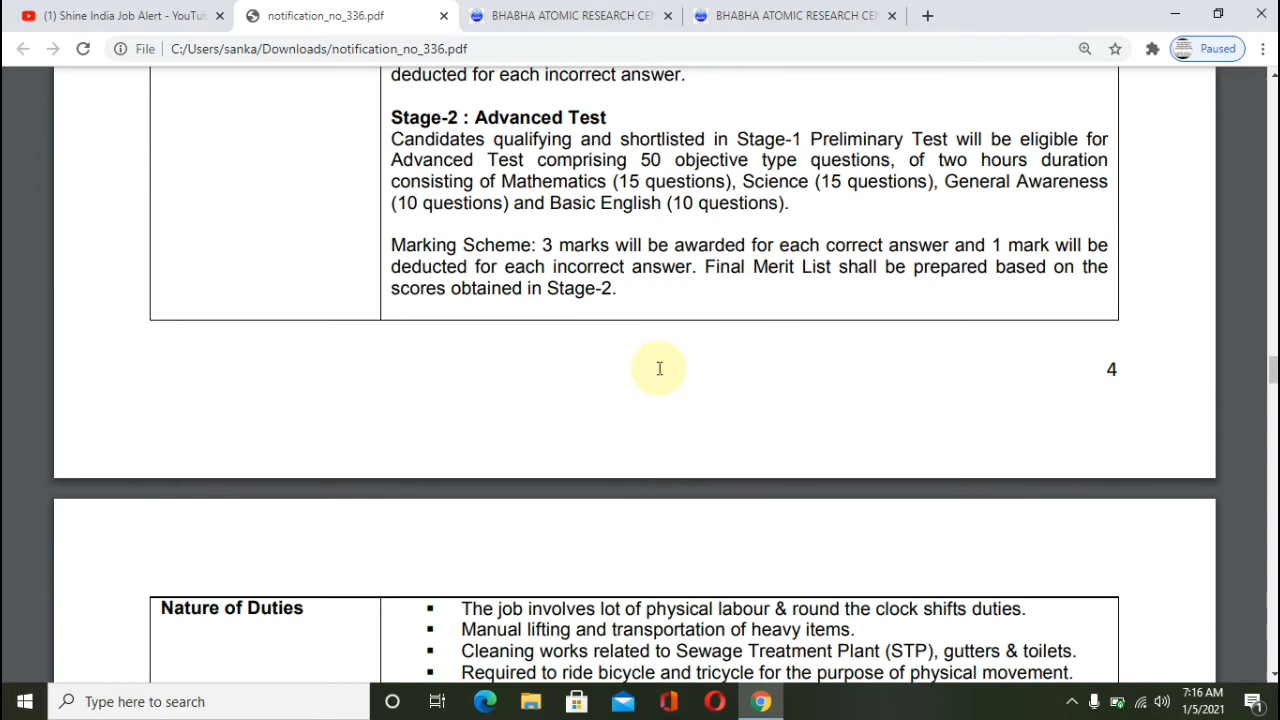 (1) Shine India Job Alert - YouTub
notification_no_336.pdf
BHABHA ATOMIC RESEARCH CEN
BHABHA ATOMIC RESEARCH CEN
File
C:/Users/sanka/Downloads/notification_no_336.pdf
Paused
deducted for each incorrect answer.
Stage-2 : Advanced Test
Candidates qualifying and shortlisted in Stage-1 Preliminary Test will be eligible for
Advanced Test comprising 50 objective type questions, of two hours duration
consisting of Mathematics (15 questions), Science (15 questions), General Awareness
(10 questions) and Basic English (10 questions).
Marking Scheme: 3 marks will be awarded for each correct answer and 1 mark will be
deducted for each incorrect answer. Final Merit List shall be prepared based on the
scores obtained in Stage-2.
4
Nature of Duties
▪ The job involves lot of physical labour & round the clock shifts duties.
▪ Manual lifting and transportation of heavy items.
▪ Cleaning works related to Sewage Treatment Plant (STP), gutters & toilets.
▪ Required to ride bicycle and tricycle for the purpose of physical movement.
Type here to search
7:16 AM
1/5/2021
1